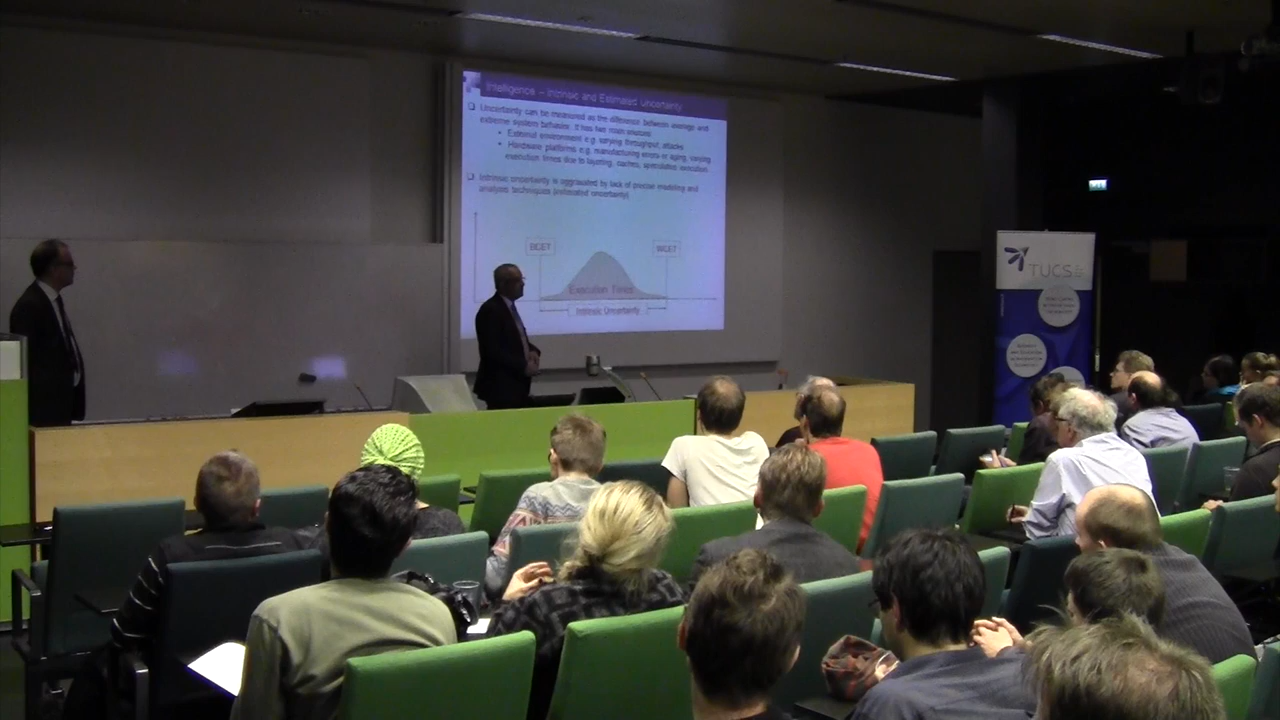 Intelligence – Intrinsic and Estimated Uncertainty
Uncertainty can be measured as the difference between average and
extreme system behavior. It has two main sources
• External environment e.g. varying throughput, attacks
• Hardware platforms e.g. manufacturing errors or aging, varying
execution times due to layering, caches, speculative execution
Intrinsic uncertainty is aggravated by lack of precise modeling and
analysis techniques (estimated uncertainty)
BCET
WCET
Execution Times
Intrinsic Uncertainty
TUCS